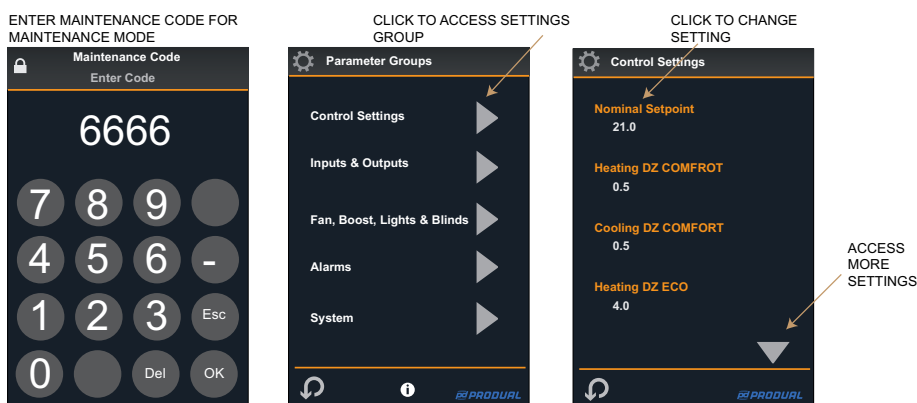 ENTER MAINTENANCE CODE FOR
MAINTENANCE MODE
Maintenance Code
Enter Code
6666
7 8 9
4 5 6 -
1 2 3 Esc
0 Del OK
CLICK TO ACCESS SETTINGS
GROUP
Parameter Groups
Control Settings
Inputs & Outputs
Fan, Boost, Lights & Blinds
Alarms
System
i
PRODUAL
CLICK TO CHANGE
SETTING
Control Settings
Nominal Setpoint
21.0
Heating DZ COMFROT
0.5
Cooling DZ COMFORT
0.5
Heating DZ ECO
4.0
PRODUAL
ACCESS
MORE
SETTINGS